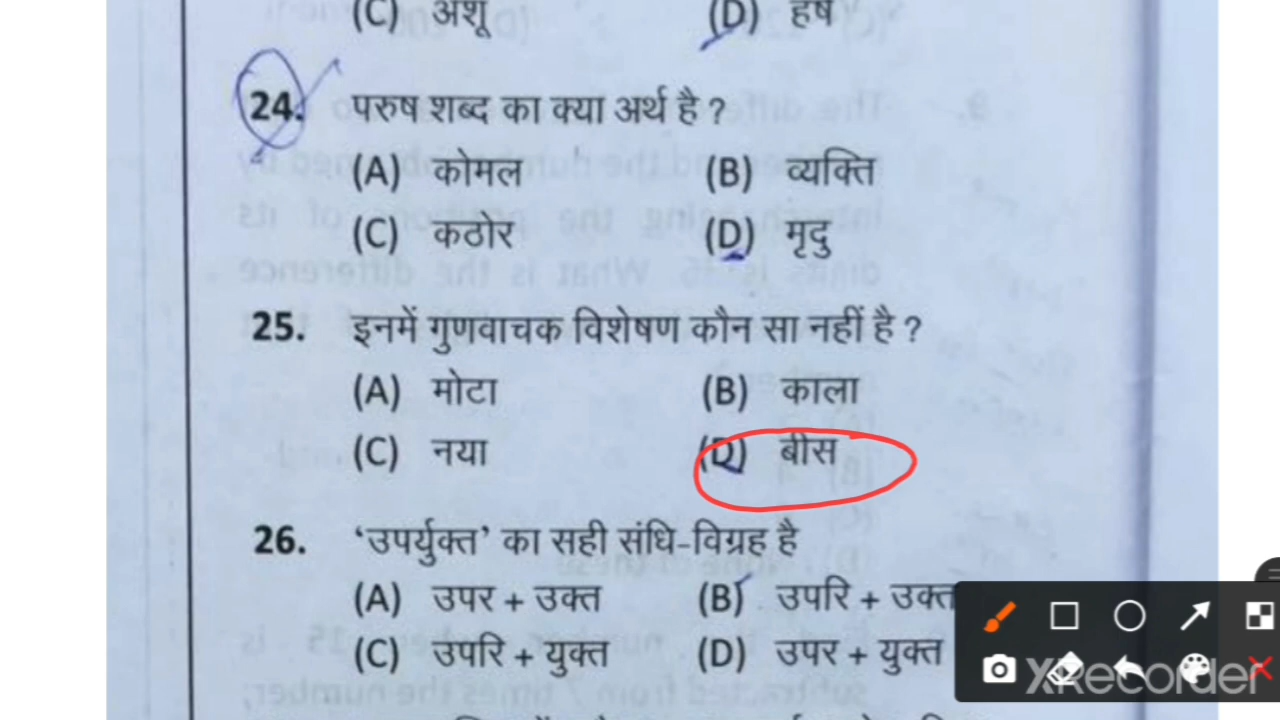 (C) अशू (D) हर्ष
24. परुष शब्द का क्या अर्थ है ?
(A) कोमल (B) व्यक्ति
(C) कठोर (D) मृदु
25. इनमें गुणवाचक विशेषण कौन सा नहीं है ?
(A) मोटा (B) काला
(C) नया (D) बीस
26. ‘उपर्युक्त’ का सही संधि-विग्रह है
(A) उपर + उक्त (B) उपरि + उक्त
(C) उपरि + युक्त (D) उपर + युक्त
XRecorder